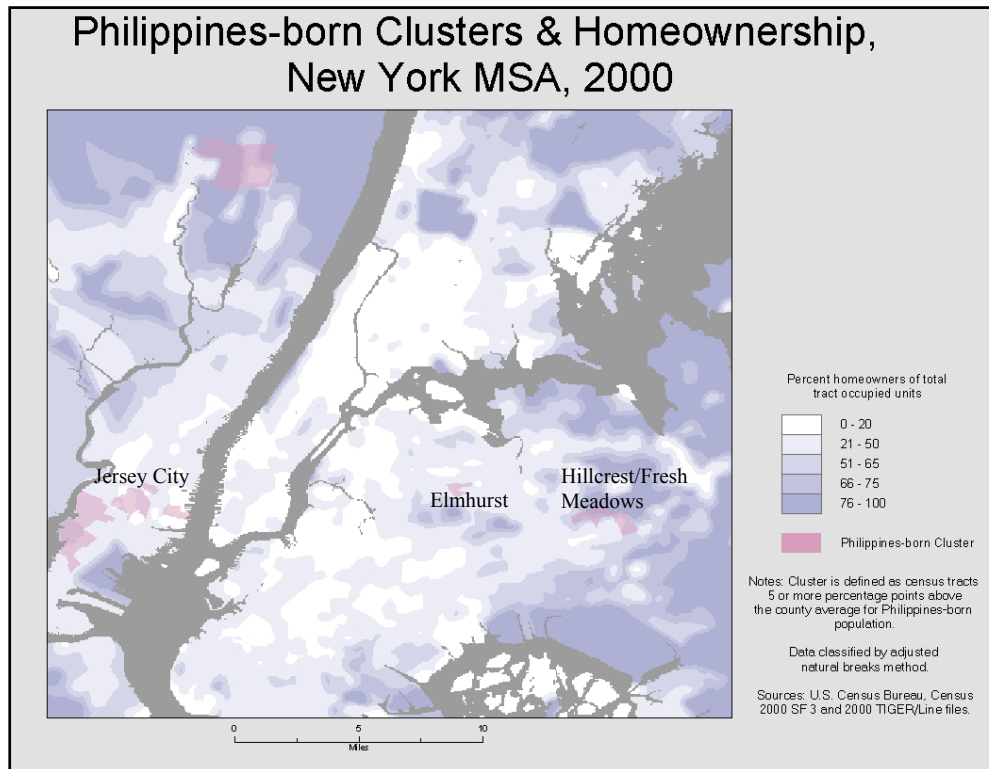 Philippines-born Clusters & Homeownership,
New York MSA, 2000
Jersey City
Elmhurst
Hillcrest/Fresh
Meadows
Percent homeowners of total
tract occupied units
0 - 20
21 - 50
51 - 65
66 - 75
76 - 100
Philippines-born Cluster
Notes: Cluster is defined as census tracts
5 or more percentage points above
the county average for Philippines-born
population.
Data classified by adjusted
natural breaks method.
Sources: U.S. Census Bureau, Census
2000 SF 3 and 2000 TIGER/Line files.
0 5 10
Miles